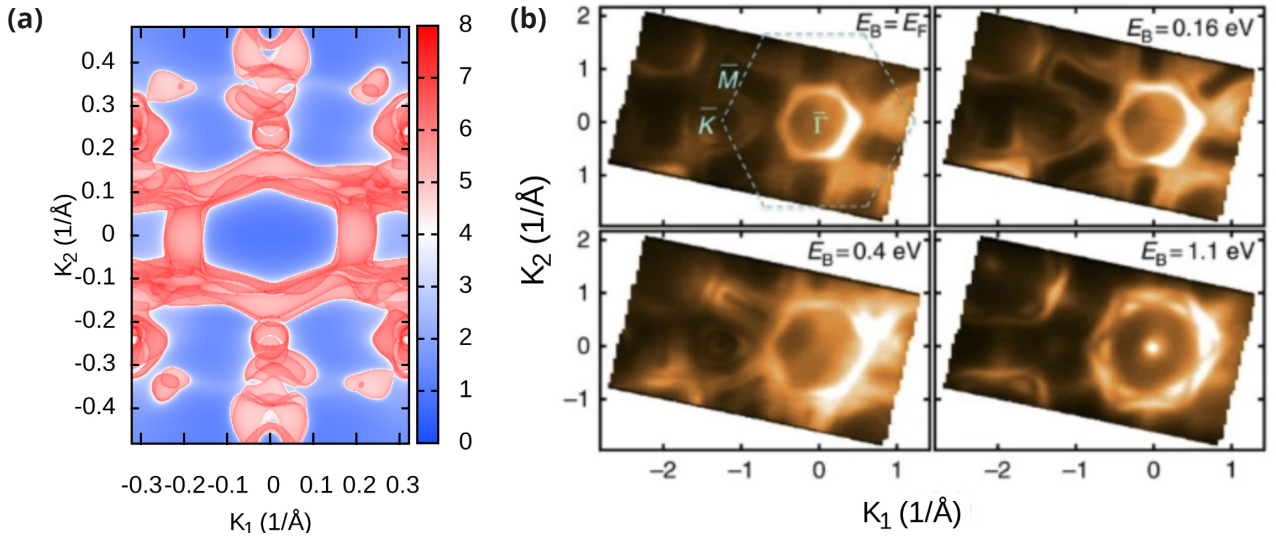 (a)
8
7
6
5
4
3
2
1
0
0.4
0.3
0.2
0.1
0
-0.1
-0.2
-0.3
-0.4
K2 (1/Å)
-0.3 -0.2 -0.1 0 0.1 0.2 0.3
K1 (1/Å)
(b)
EB = EF
M
K
Γ
EB = 0.16 eV
EB = 0.4 eV
EB = 1.1 eV
2
1
0
1
2
1
0
−1
K2 (1/Å)
−2 −1 0 1
−2 −1 0 1
K1 (1/Å)